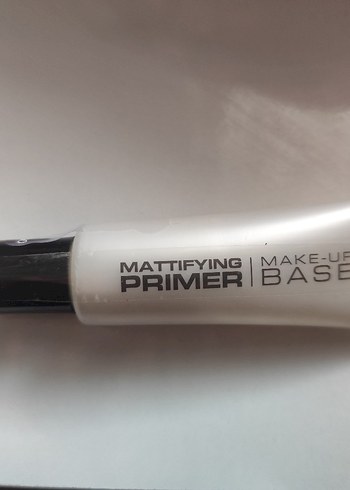 MATTIFYING
PRIMER
MAKE-UP
BASE